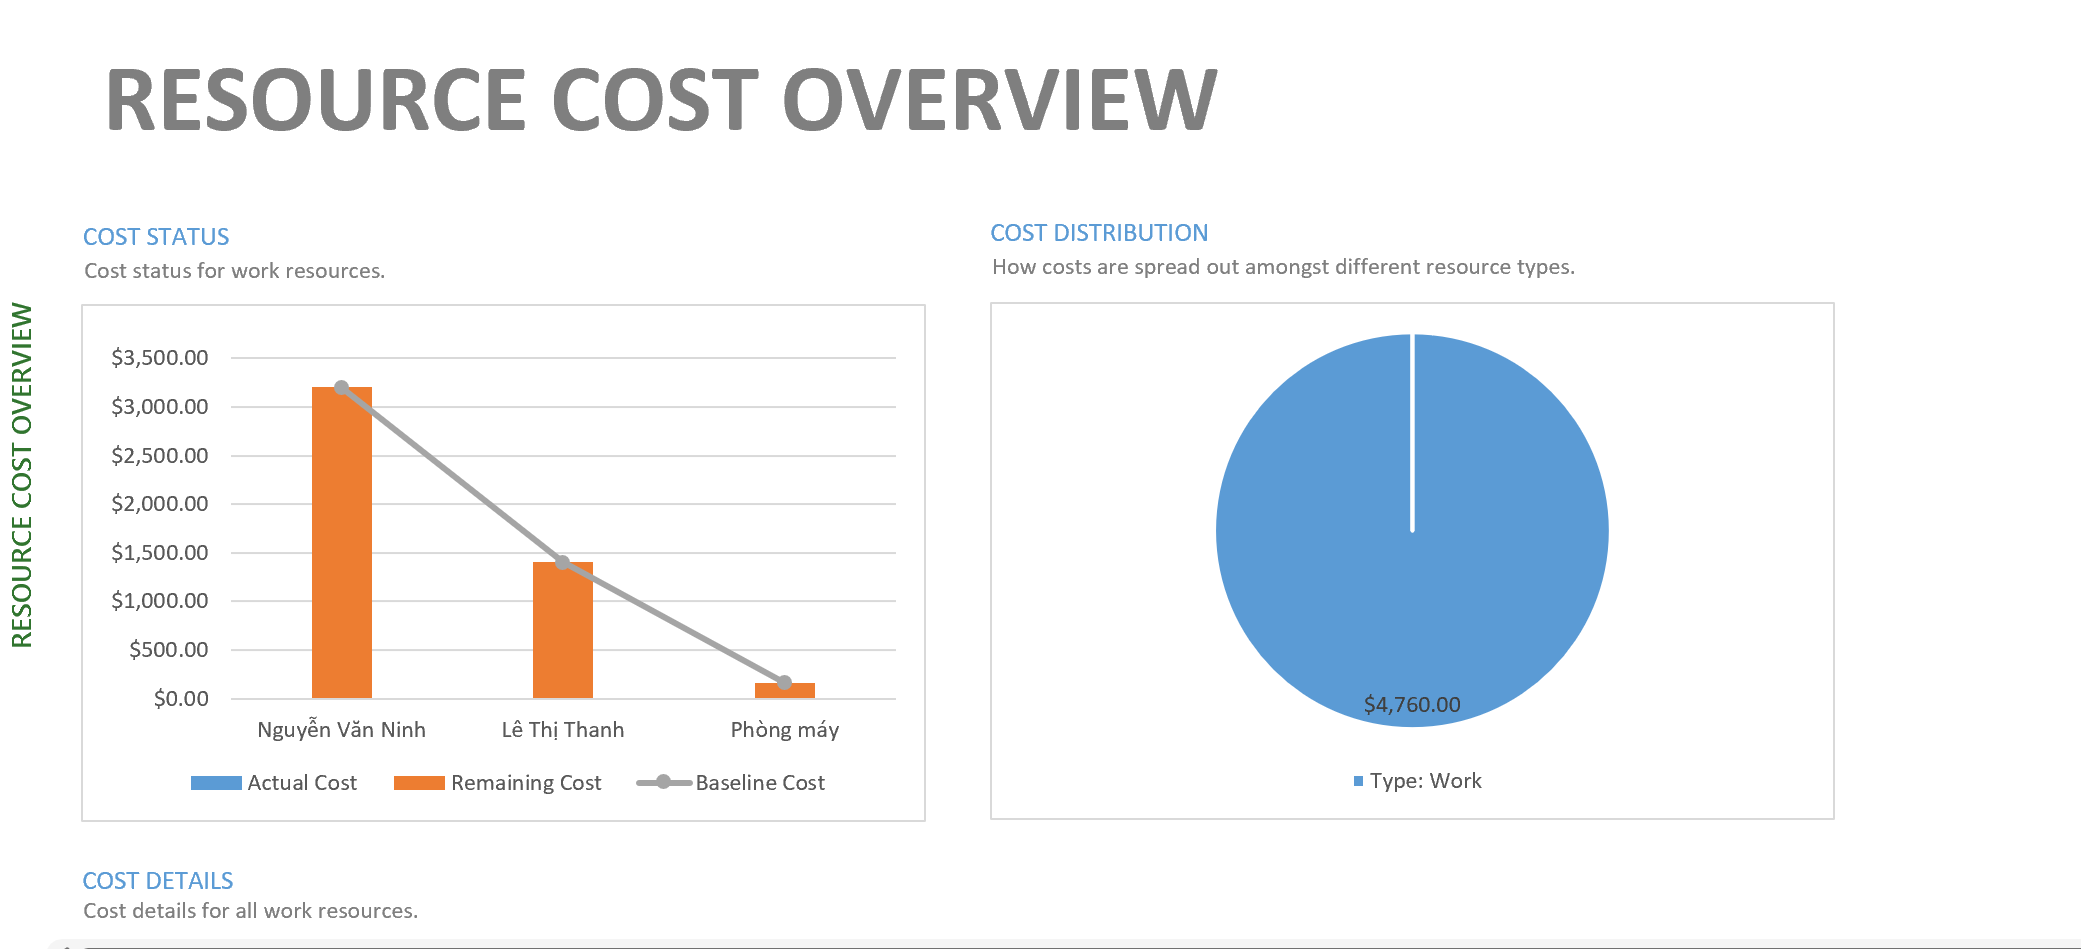 RESOURCE COST OVERVIEW
RESOURCE COST OVERVIEW
COST STATUS
Cost status for work resources.
$3,500.00
$3,000.00
$2,500.00
$2,000.00
$1,500.00
$1,000.00
$500.00
$0.00
Nguyễn Văn Ninh Lê Thị Thanh Phòng máy
Actual Cost Remaining Cost Baseline Cost
COST DISTRIBUTION
How costs are spread out amongst different resource types.
$4,760.00
Type: Work
COST DETAILS
Cost details for all work resources.